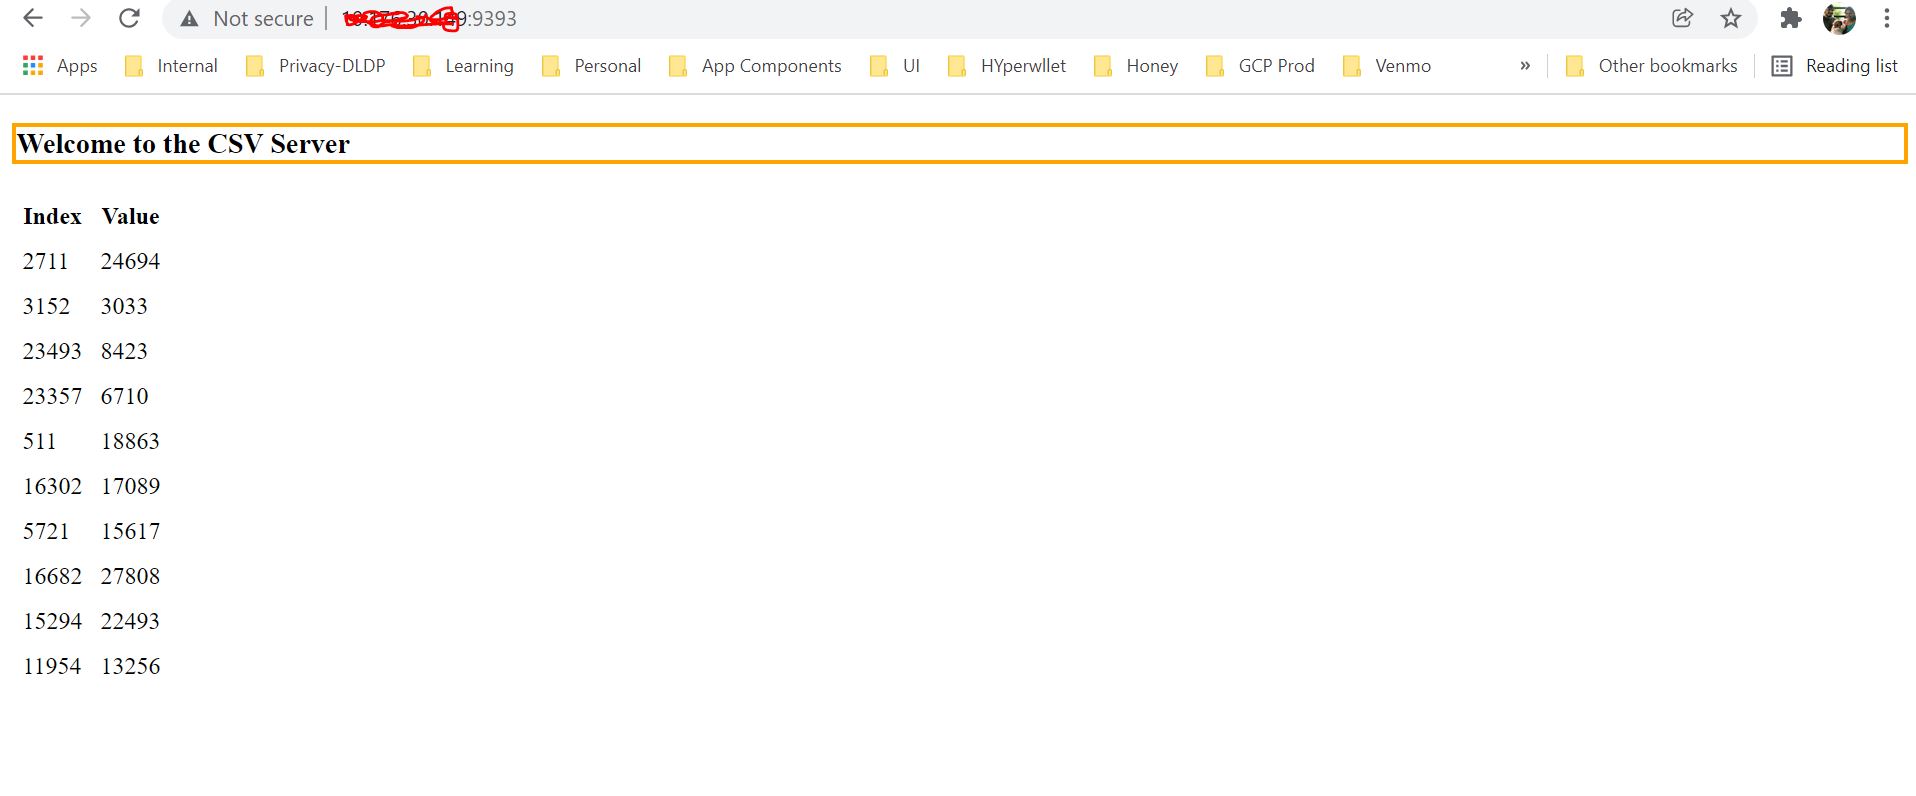 Not secure :9393
Apps Internal Privacy-DLDP Learning Personal App Components UI HYperwllet Honey GCP Prod Venmo » Other bookmarks Reading list
Welcome to the CSV Server
Index Value
2711 24694
3152 3033
23493 8423
23357 6710
511 18863
16302 17089
5721 15617
16682 27808
15294 22493
11954 13256